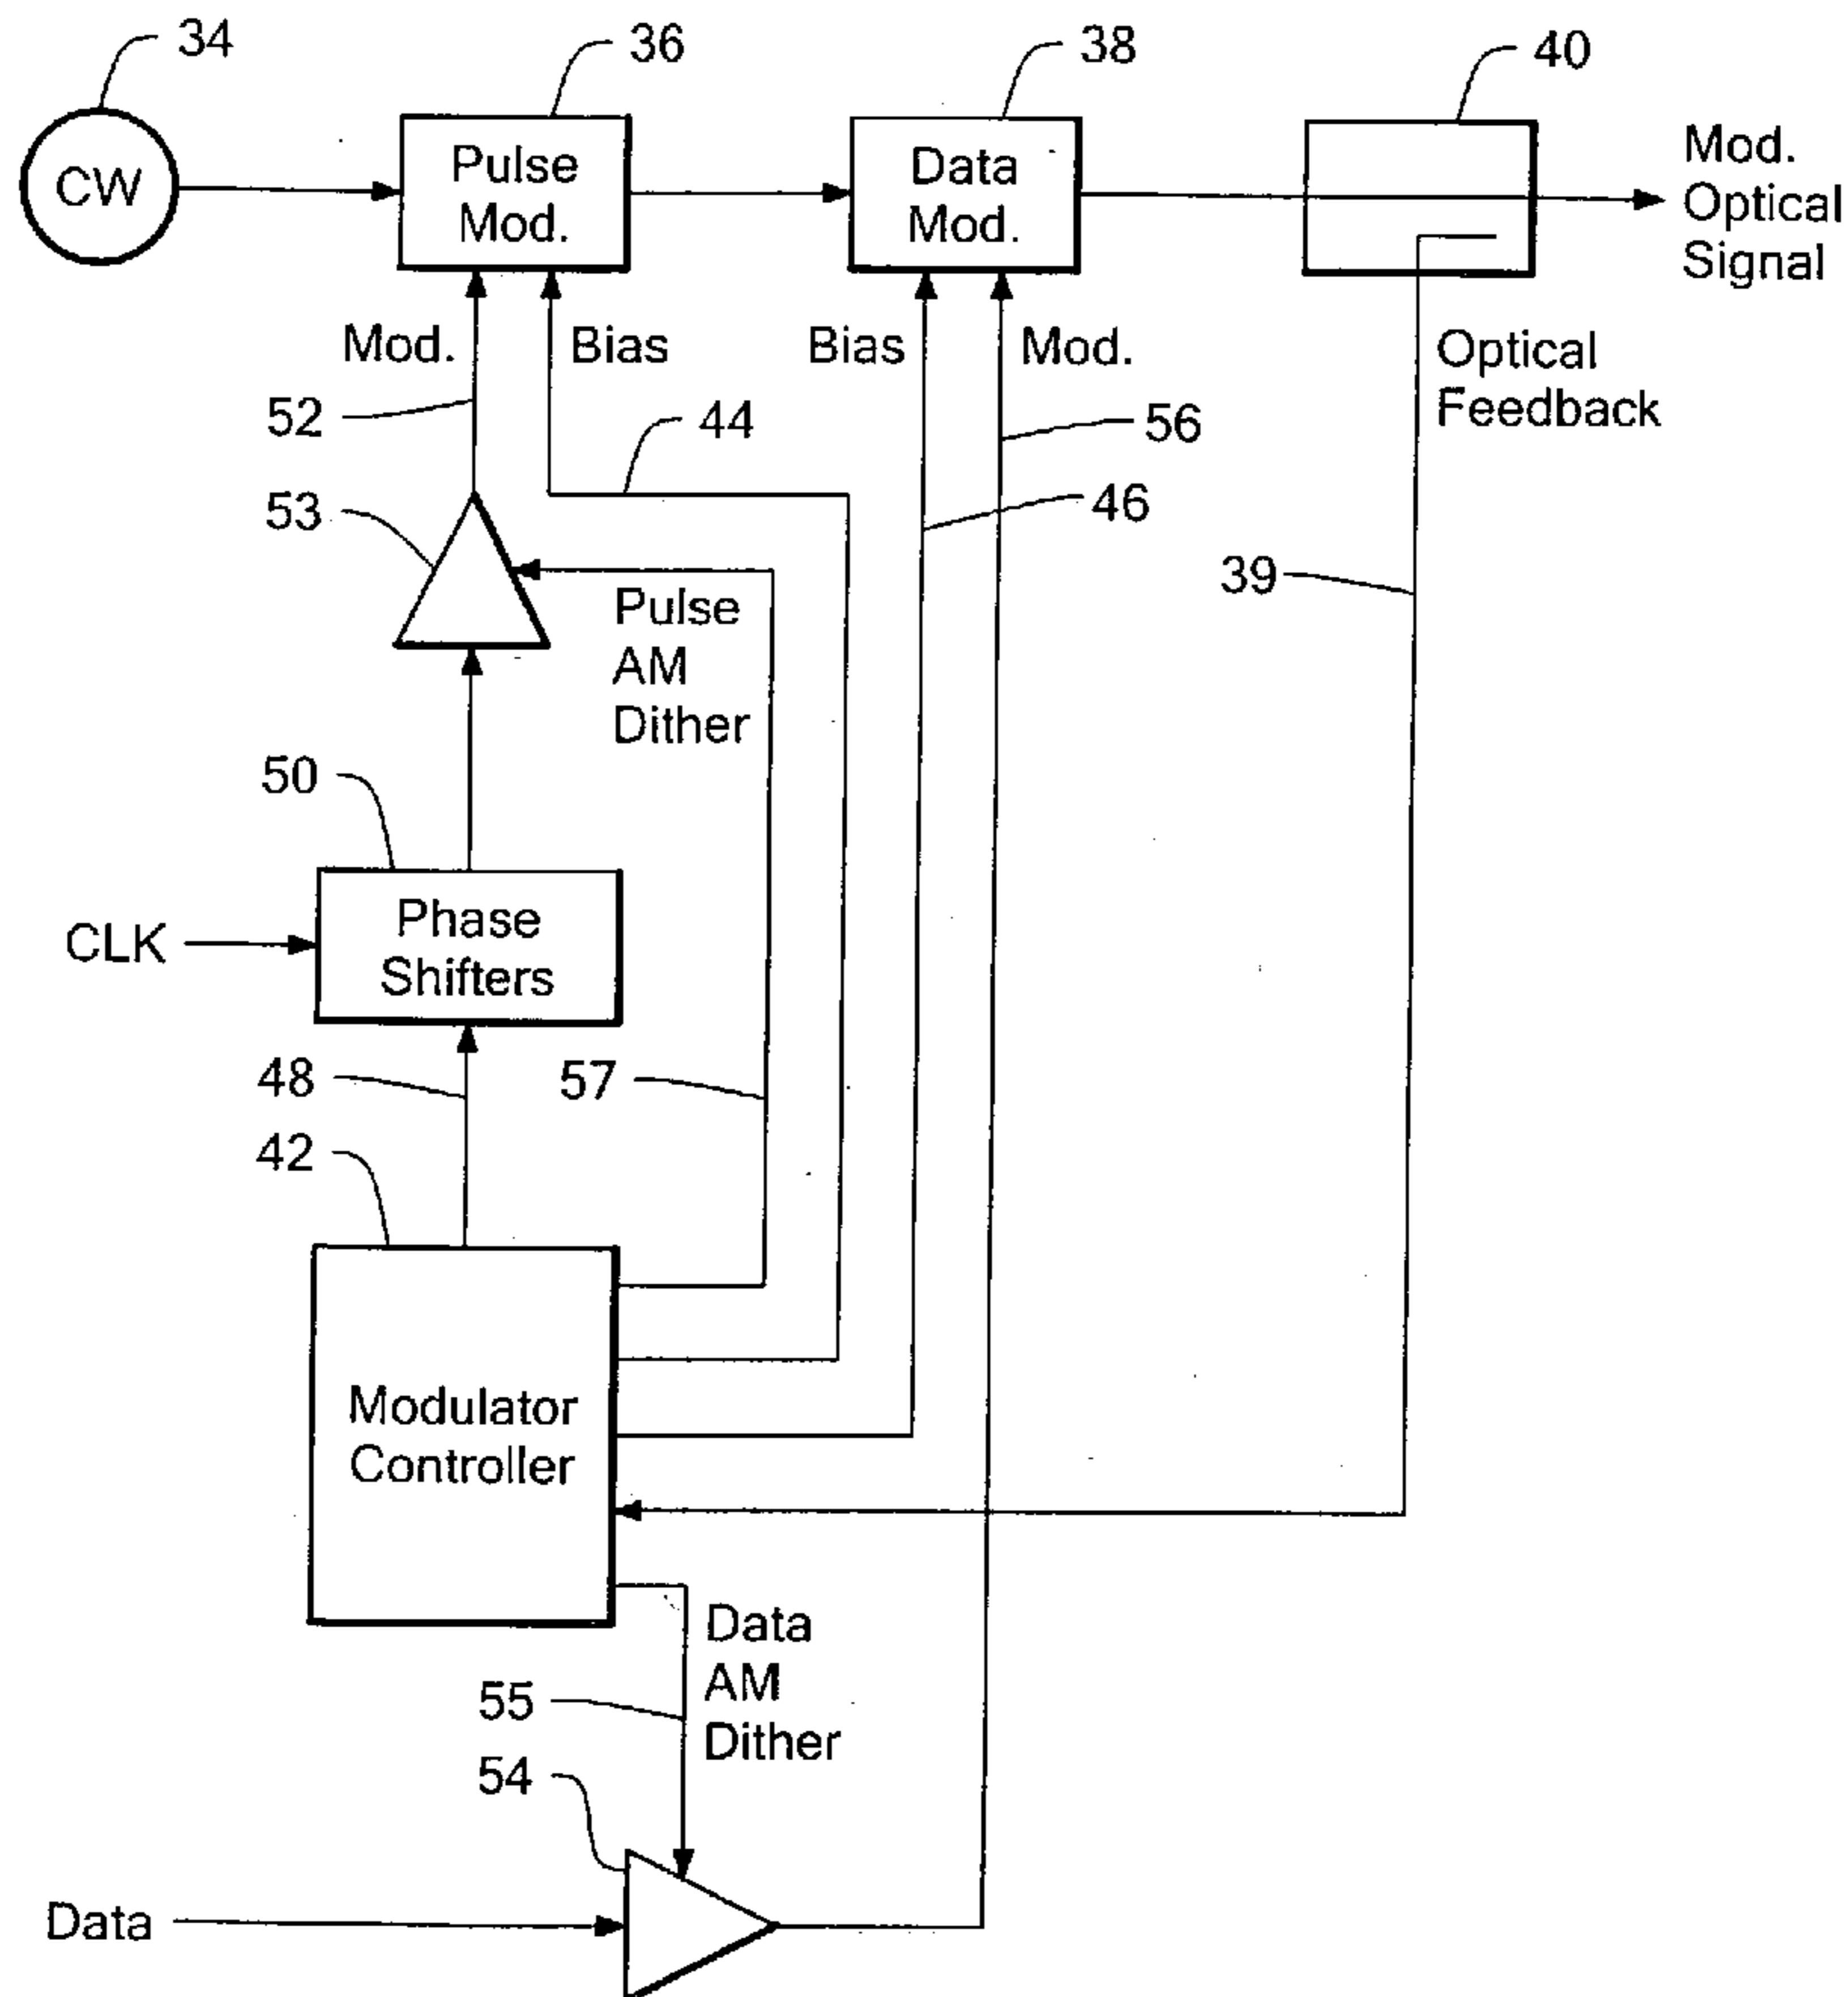 34
36
38
40
CW
Pulse
Mod.
Data
Mod.
Mod.
Optical
Signal
Mod.
Bias
Bias
Mod.
Optical
Feedback
52
44
56
53
46
39
Pulse
AM
Dither
50
CLK
Phase
Shifters
48
57
42
Modulator
Controller
Data
AM
Dither
55
54
Data